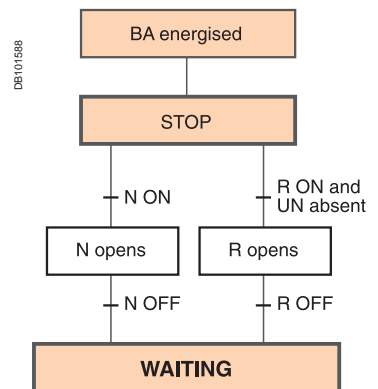 BA energised
DB101588
STOP
N ON
R ON and
UN absent
N opens
R opens
N OFF
R OFF
WAITING